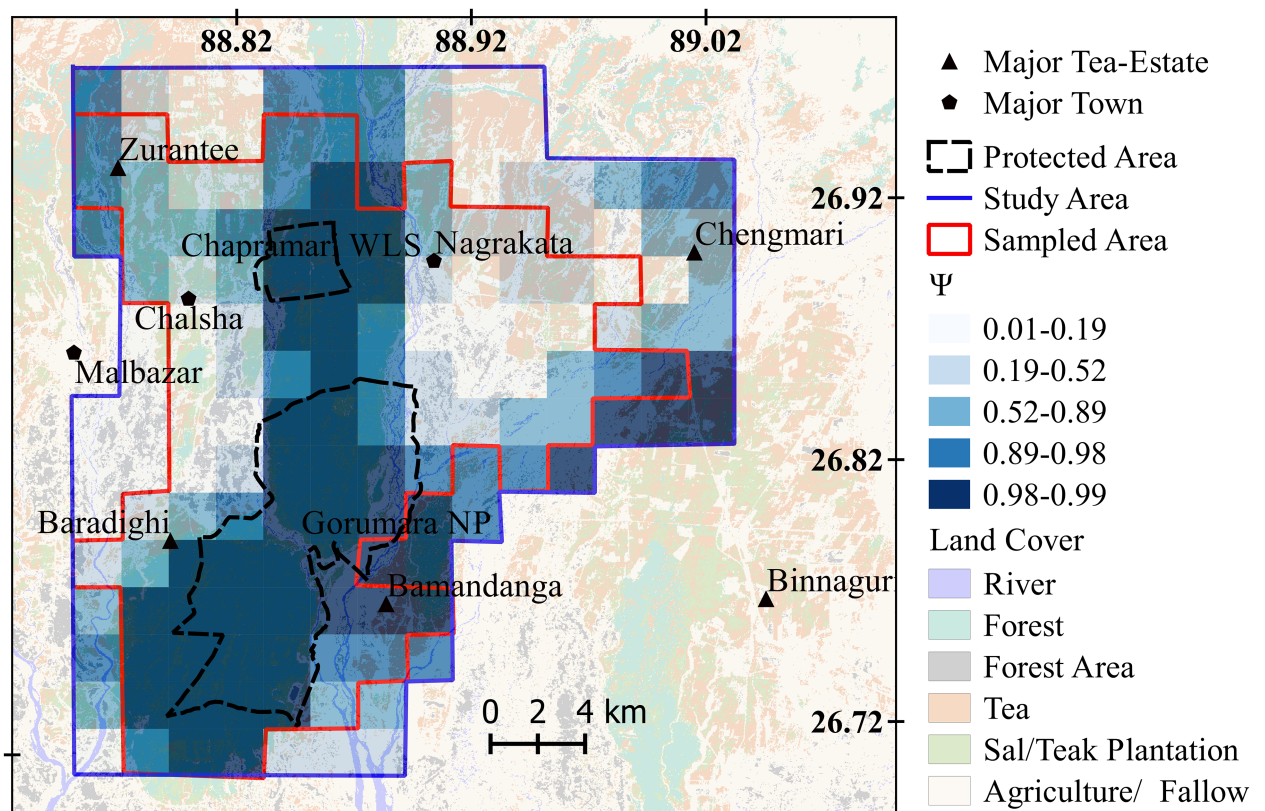 88.82 88.92 89.02
Major Tea-Estate
Major Town
Zurantee
Protected Area
26.92
Study Area
Chapramari WLS Nagrakata
Chengmari
Sampled Area
Ψ
Chalsha
0.01-0.19
Malbazar
0.19-0.52
0.52-0.89
26.82
0.89-0.98
0.98-0.99
Baradighi
Gorumara NP
Land Cover
Bamandanga
Binnagur
River
Forest
Forest Area
0 2 4 km
26.72
Tea
Sal/Teak Plantation
Agriculture/ Fallow